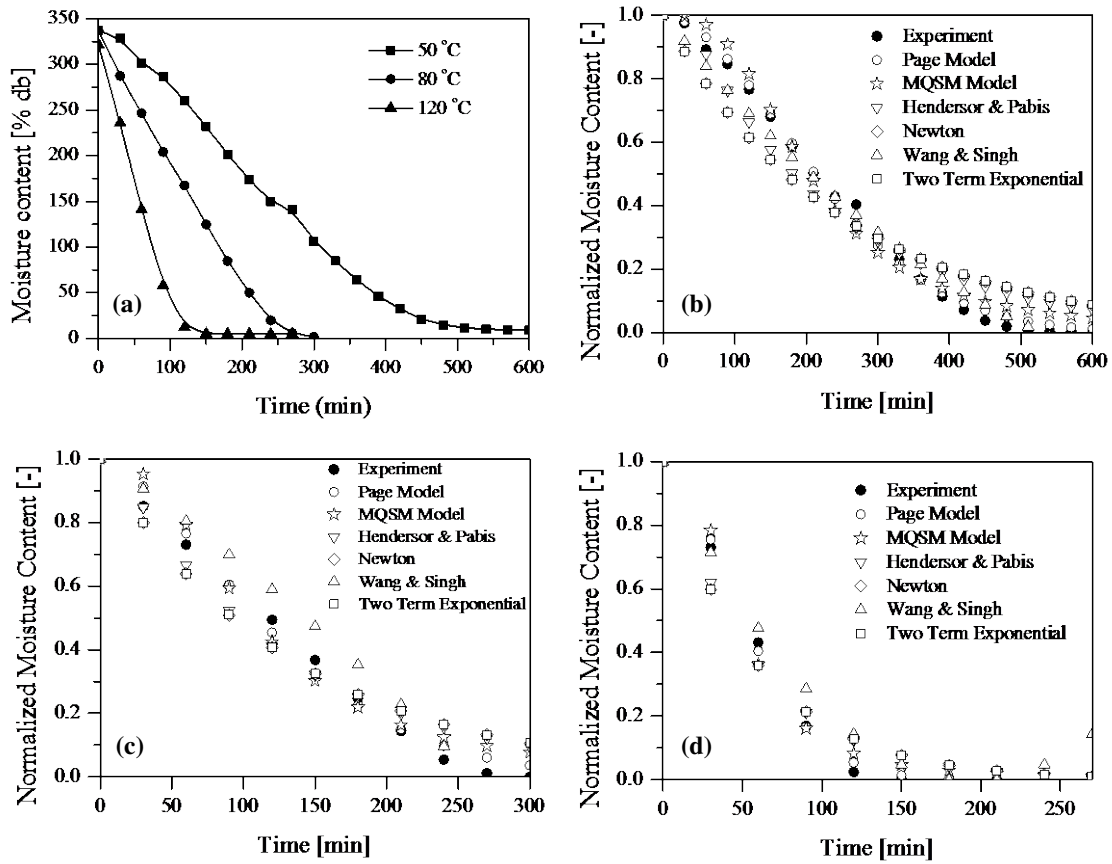 350
300
250
200
150
100
50
0
Moisture content [% db]
50 °C
80 °C
120 °C
(a)
0 100 200 300 400 500 600
Time (min)
1.0
0.8
0.6
0.4
0.2
0.0
Normalized Moisture Content [-]
Experiment
Page Model
MQSM Model
Hendersor & Pabis
Newton
Wang & Singh
Two Term Exponential
(b)
0 100 200 300 400 500 600
Time [min]
1.0
0.8
0.6
0.4
0.2
0.0
Normalized Moisture Content [-]
Experiment
Page Model
MQSM Model
Hendersor & Pabis
Newton
Wang & Singh
Two Term Exponential
(c)
0 50 100 150 200 250 300
Time [min]
1.0
0.8
0.6
0.4
0.2
0.0
Normalized Moisture Content [-]
Experiment
Page Model
MQSM Model
Hendersor & Pabis
Newton
Wang & Singh
Two Term Exponential
(d)
0 50 100 150 200 250
Time [min]